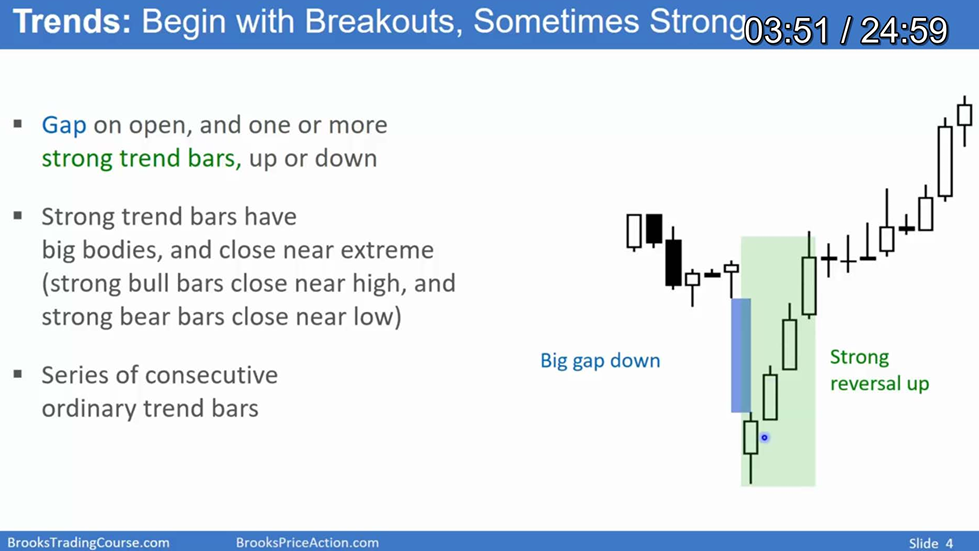 Trends: Begin with Breakouts, Sometimes Strong
03:51 / 24:59
▪ Gap on open, and one or more
strong trend bars, up or down
▪ Strong trend bars have
big bodies, and close near extreme
(strong bull bars close near high, and
strong bear bars close near low)
▪ Series of consecutive
ordinary trend bars
Big gap down
Strong
reversal up
BrooksTradingCourse.com
BrooksPriceAction.com
Slide 4